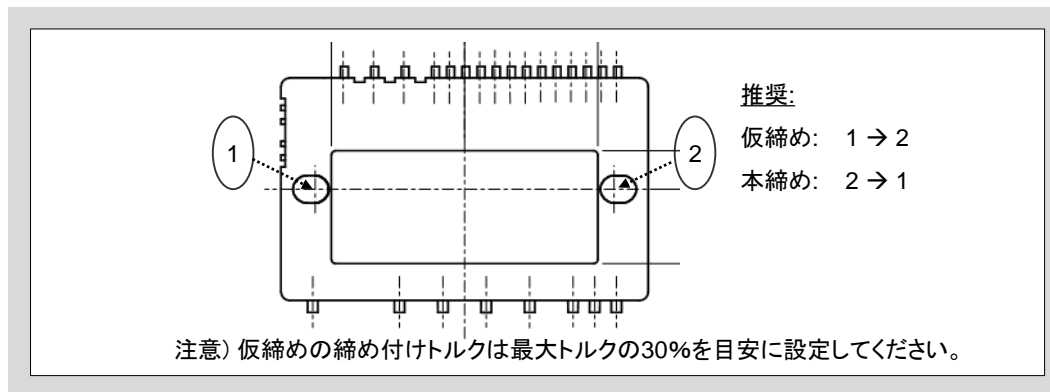 1
2
推奨:
仮締め: 1 → 2
本締め: 2 → 1
注意) 仮締めの締め付けトルクは最大トルクの30%を目安に設定してください。